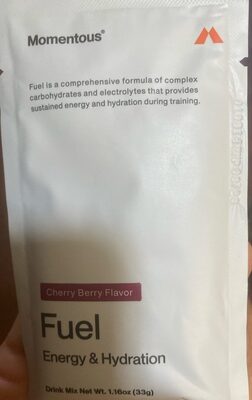 Momentous®
Fuel is a comprehensive formula of complex
carbohydrates and electrolytes that provides
sustained energy and hydration during training.
Cherry Berry Flavor
Fuel
Energy & Hydration
Drink Mix Net Wt. 1.16oz (33g)